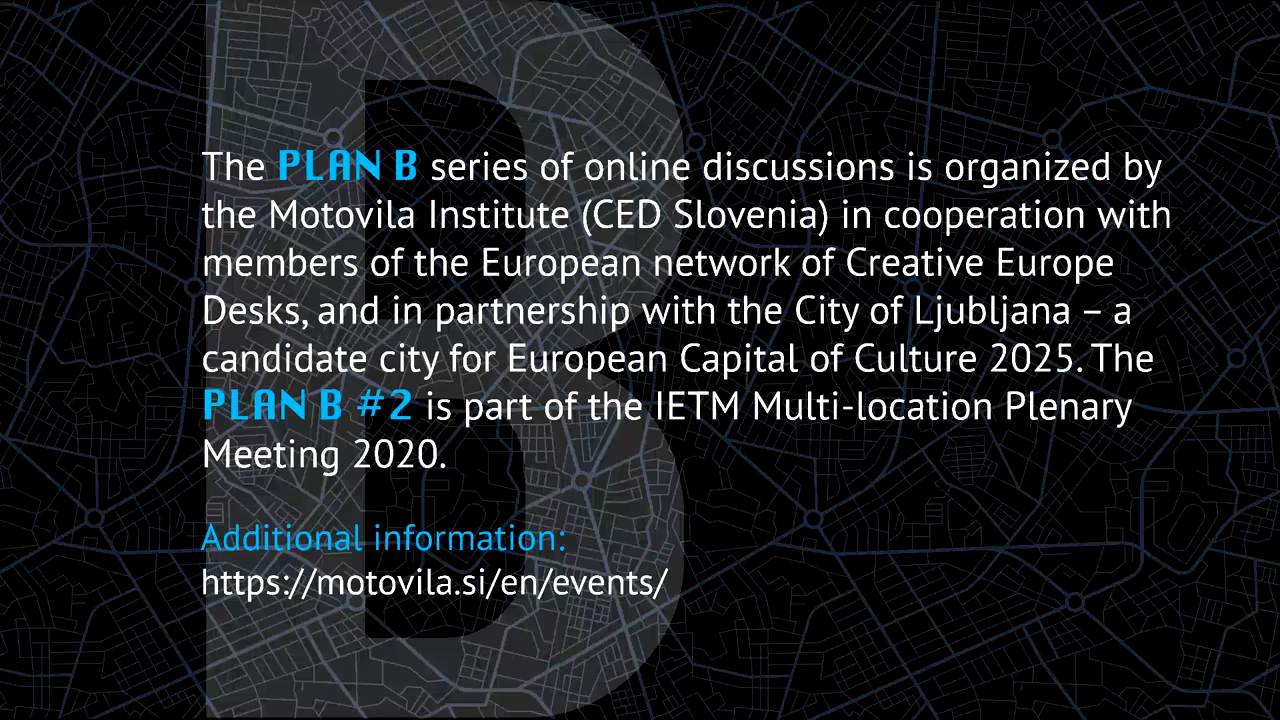 The PLAN B series of online discussions is organized by
the Motovila Institute (CED Slovenia) in cooperation with
members of the European network of Creative Europe
Desks, and in partnership with the City of Ljubljana – a
candidate city for European Capital of Culture 2025. The
PLAN B #2 is part of the IETM Multi-location Plenary
Meeting 2020.
Additional information:
https://motovila.si/en/events/